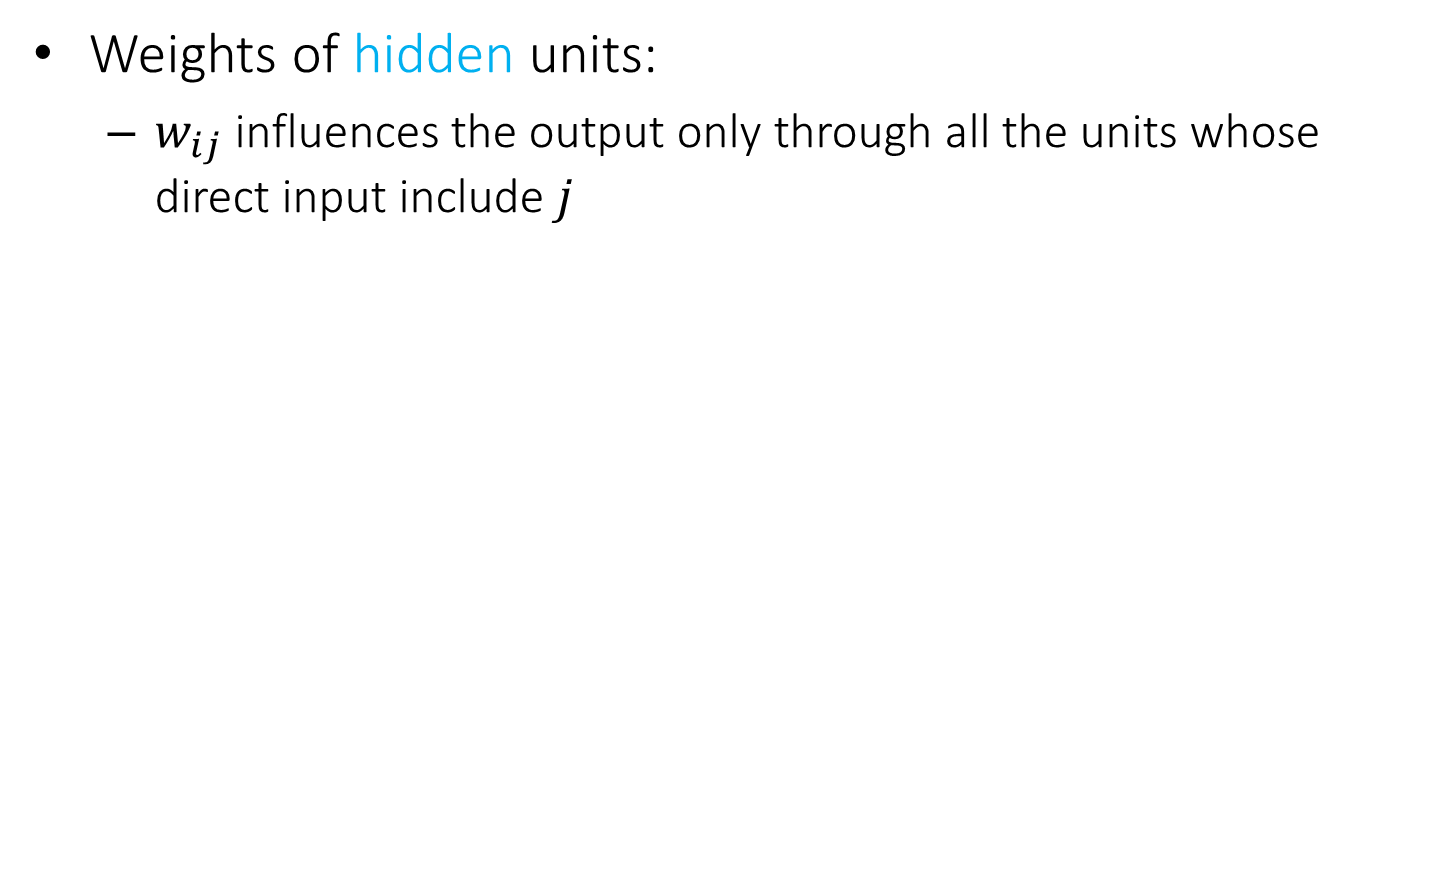 • Weights of hidden units:
– 𝑤𝑖𝑗 influences the output only through all the units whose
direct input include 𝑗